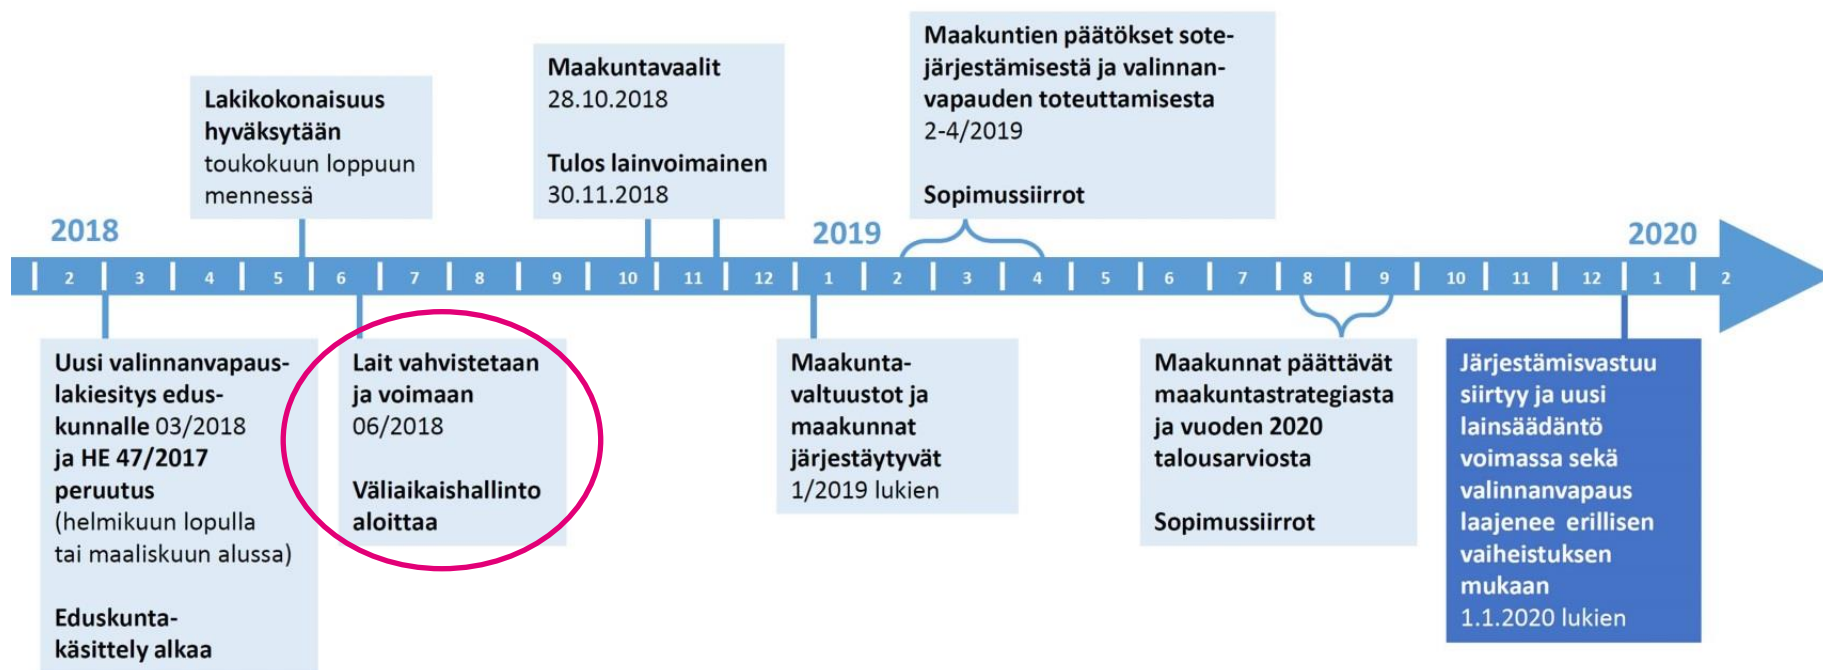 Lakikokonaisuus
hyväksytään
toukokuun loppuun
mennessä
Maakuntavaalit
28.10.2018
Tulos lainvoimainen
30.11.2018
Maakuntien päätökset sote-
järjestämisestä ja valinnan-
vapauden toteuttamisesta
2-4/2019
Sopimussiirrot
2018
2019
2020
2 3 4 5 6 7 8 9 10 11 12 1 2 3 4 5 6 7 8 9 10 11 12 1 2
Uusi valinnanvapaus-
lakiesitys edus-
kunnalle 03/2018
ja HE 47/2017
peruutus
(helmikuun lopulla
tai maaliskuun alussa)
Eduskunta-
käsittely alkaa
Lait vahvistetaan
ja voimaan
06/2018
Väliaikaishallinto
aloittaa
Maakunta-
valtuustot ja
maakunnat
järjestäytyvät
1/2019 lukien
Maakunnat päättävät
maakuntastrategiasta
ja vuoden 2020
talousarviosta
Sopimussiirrot
Järjestämisvastuu
siirtyy ja uusi
lainsäädäntö
voimassa sekä
valinnanvapaus
laajenee erillisen
vaiheistuksen
mukaan
1.1.2020 lukien